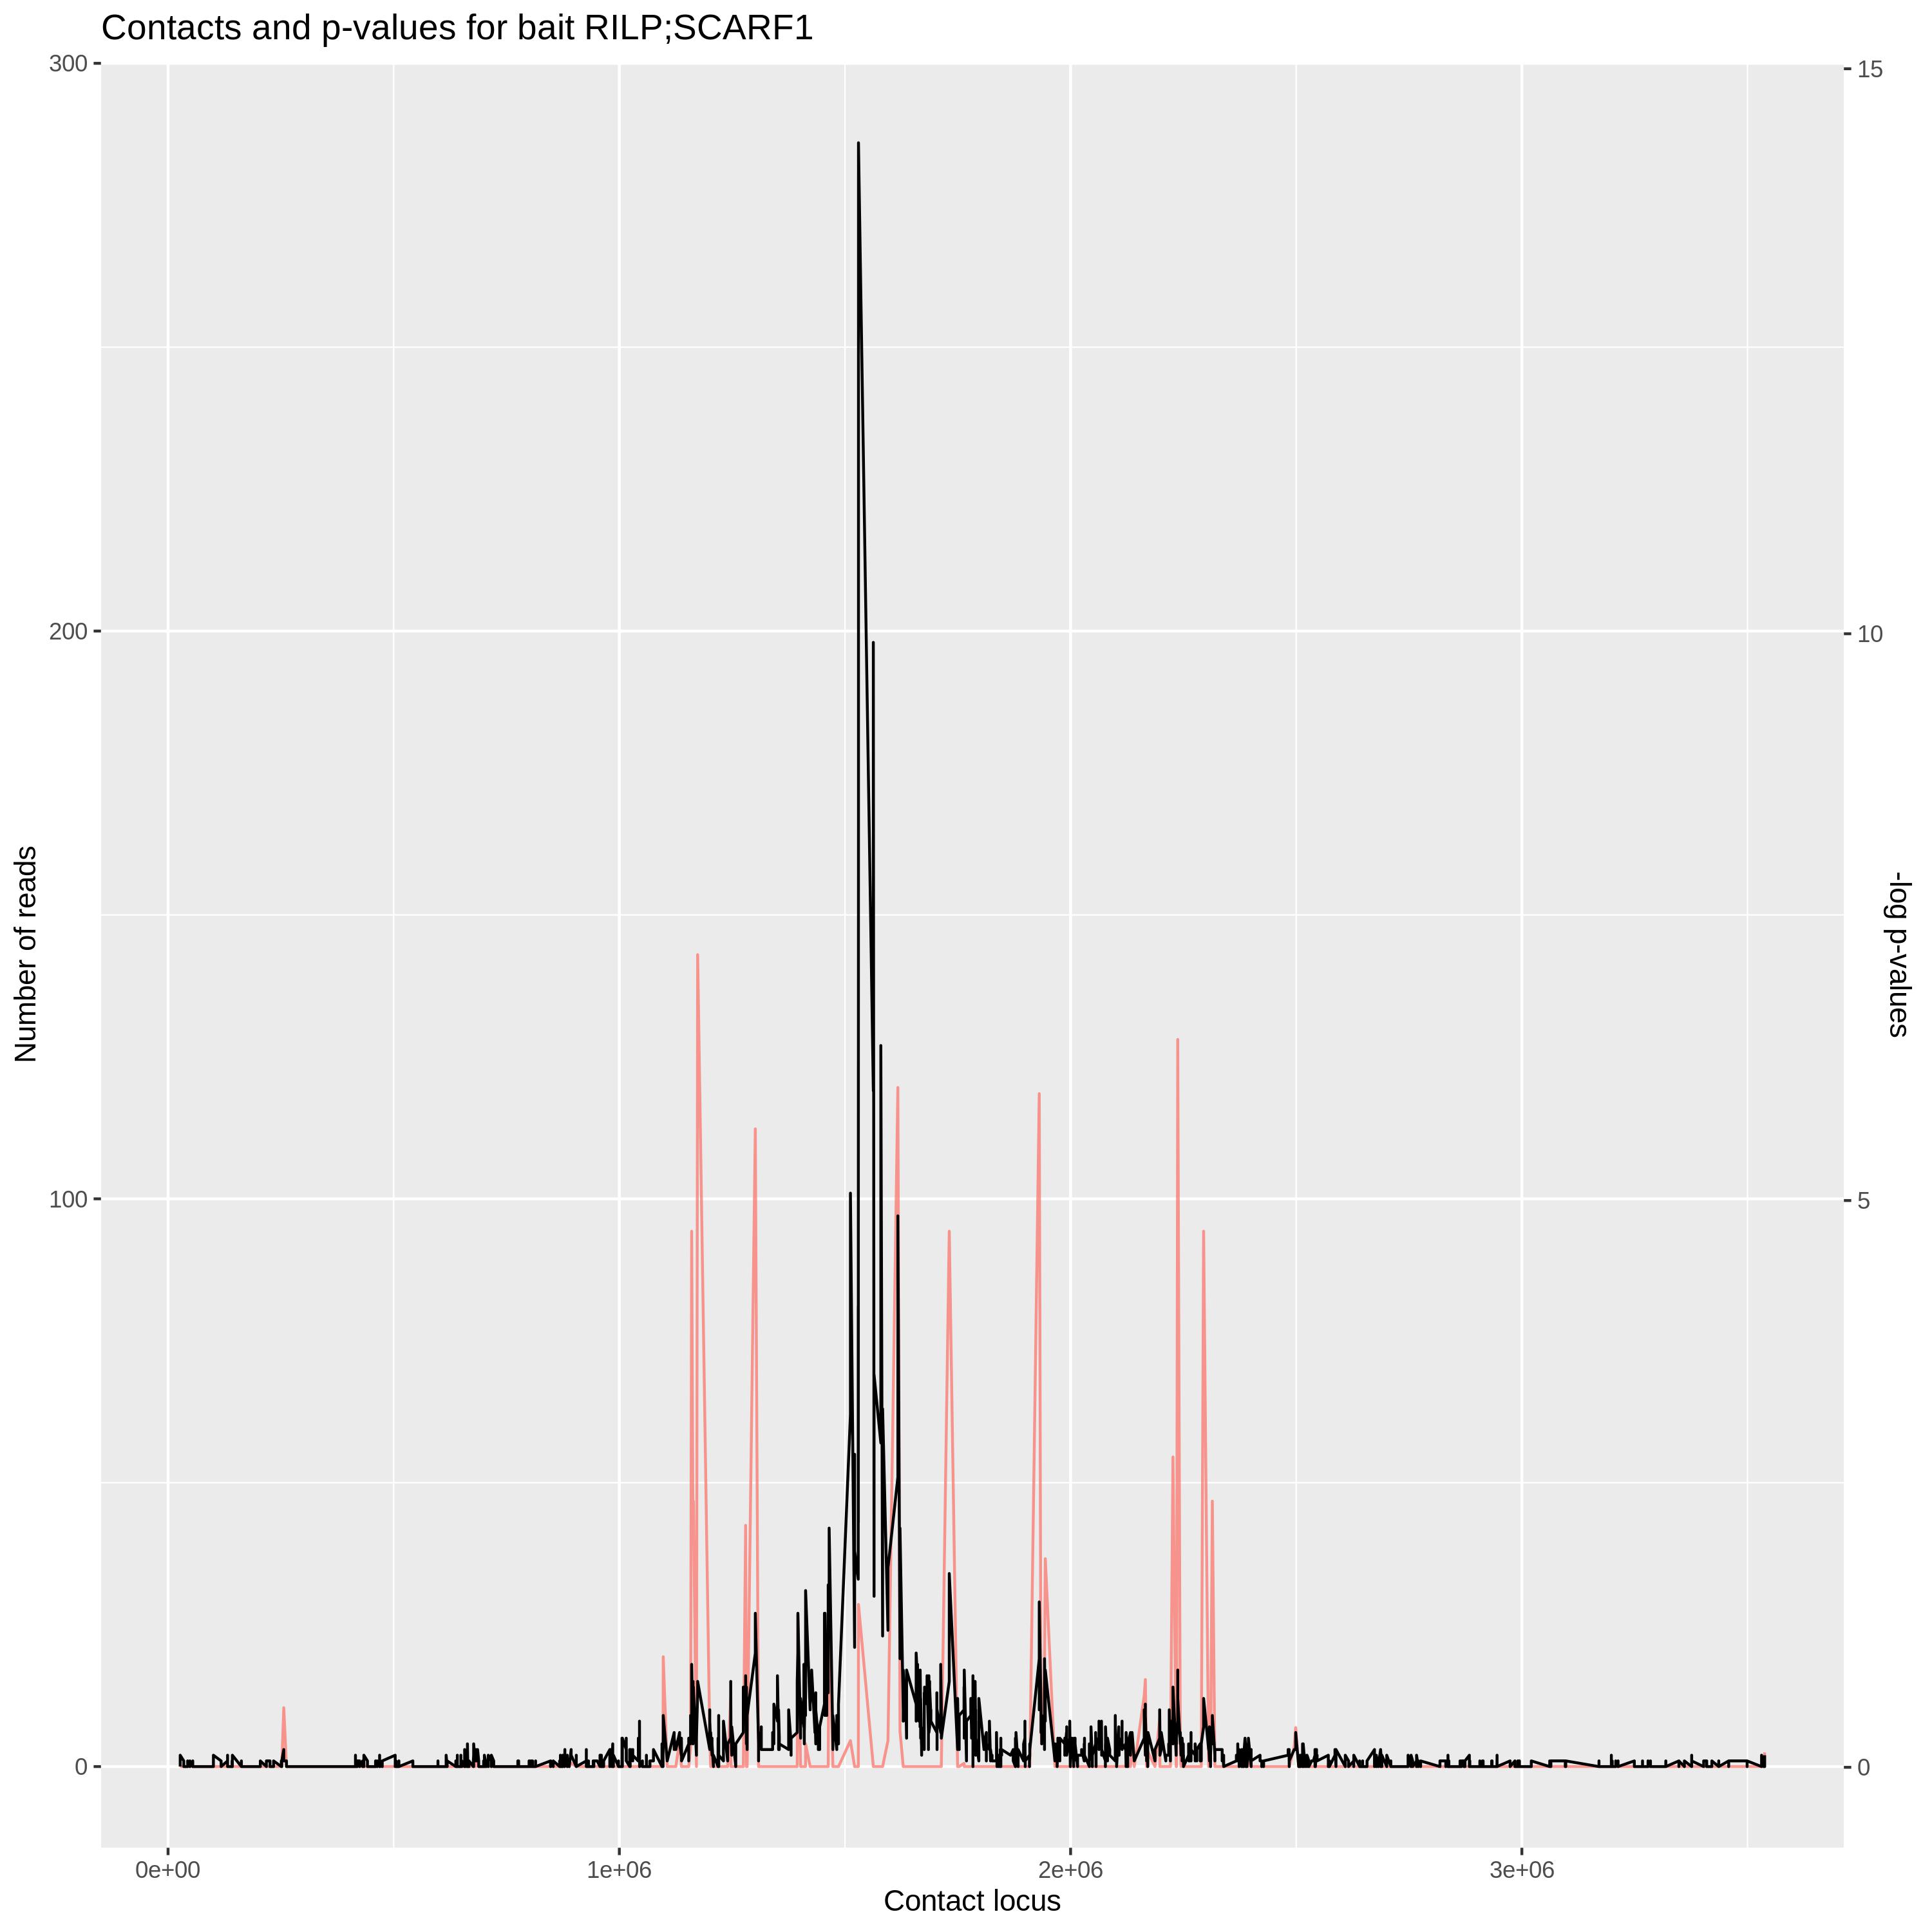 Contacts and p-values for bait RILP;SCARF1
300
200
100
0
Number of reads
15
10
5
0
-log p-values
0e+00
1e+06
2e+06
3e+06
Contact locus